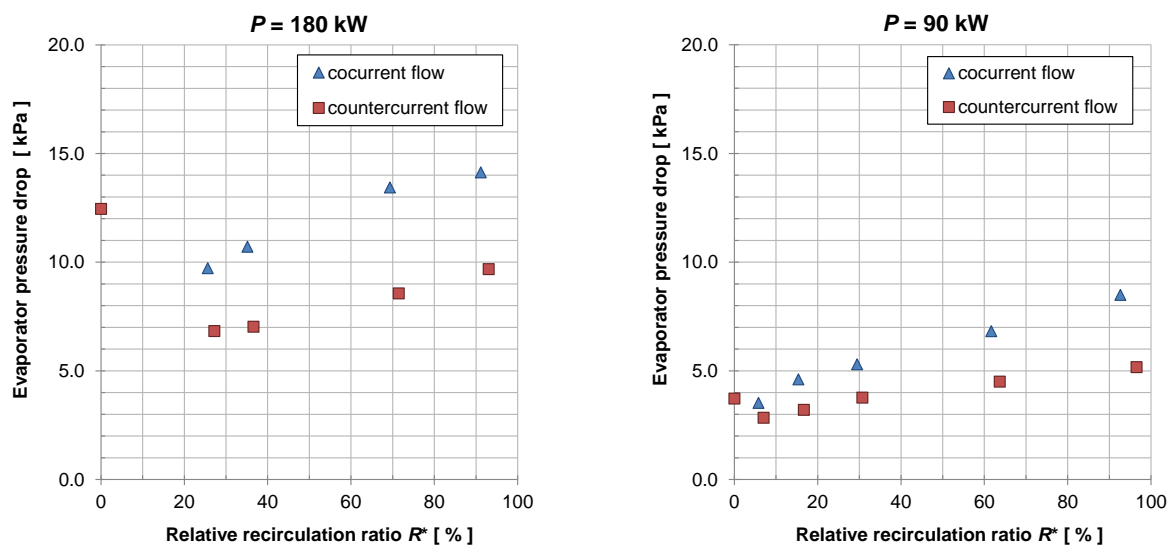 P = 180 kW
20.0
15.0
10.0
5.0
0.0
Evaporator pressure drop [ kPa ]
cocurrent flow
countercurrent flow
0 20 40 60 80 100
Relative recirculation ratio R* [ % ]
P = 90 kW
20.0
15.0
10.0
5.0
0.0
Evaporator pressure drop [ kPa ]
cocurrent flow
countercurrent flow
0 20 40 60 80 100
Relative recirculation ratio R* [ % ]